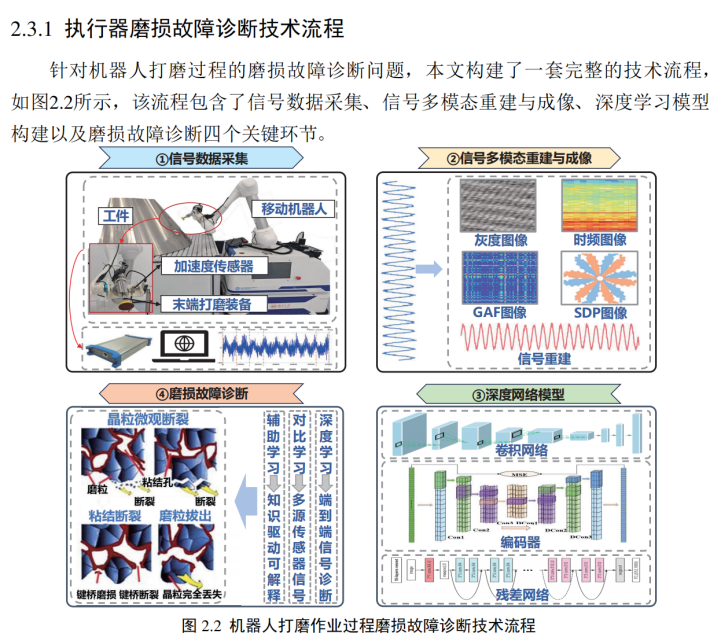 2.3.1 执行器磨损故障诊断技术流程
针对机器人打磨过程的磨损故障诊断问题，本文构建了一套完整的技术流程，
如图2.2所示，该流程包含了信号数据采集、信号多模态重建与成像、深度学习模型
构建以及磨损故障诊断四个关键环节。
①信号数据采集
工件
移动机器人
加速度传感器
末端打磨装备
②信号多模态重建与成像
灰度图像
时频图像
GAF图像
SDP图像
信号重建
④磨损故障诊断
晶粒微观断裂
磨粒
粘结孔
断裂
断裂
粘结断裂
磨粒拔出
键桥磨损
键桥断裂
晶粒完全丢失
辅助学习
知识驱动可解释
对比学习
多源传感器信号
深度学习
端到端信号诊断
③深度网络模型
卷积网络
MSE
Con1
Con2
Con3
DCon1
DCon2
DCon3
编码器
残差网络
图 2.2 机器人打磨作业过程磨损故障诊断技术流程